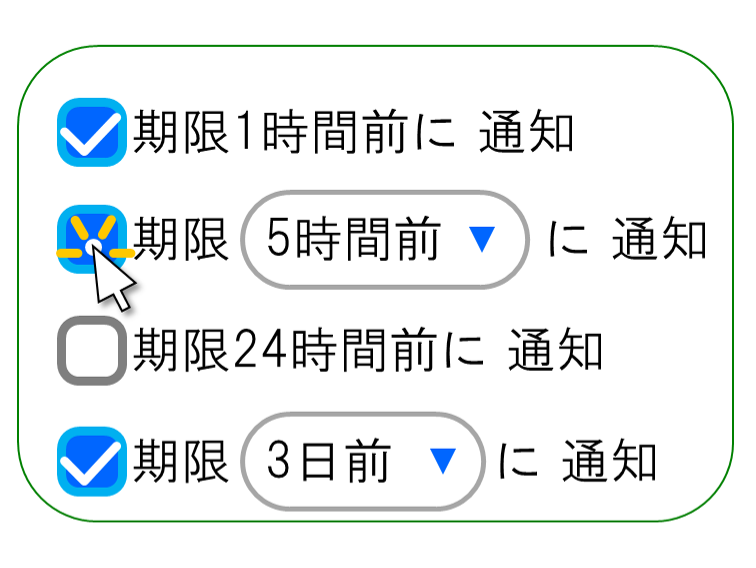 期限1時間前に 通知
期限 5時間前 ▼ に 通知
期限24時間前に 通知
期限 3日前 ▼ に 通知